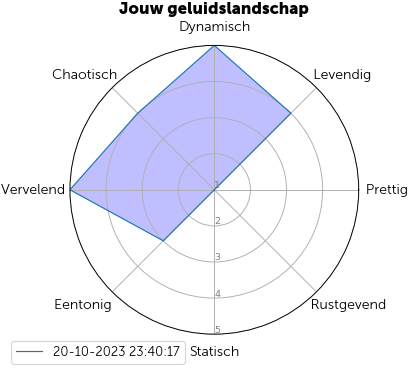 Jouw geluidslandschap
Dynamisch
Chaotisch
Levendig
Vervelend
1
Prettig
2
3
4
Eentonig
Rustgevend
5
20-10-2023 23:40:17
Statisch